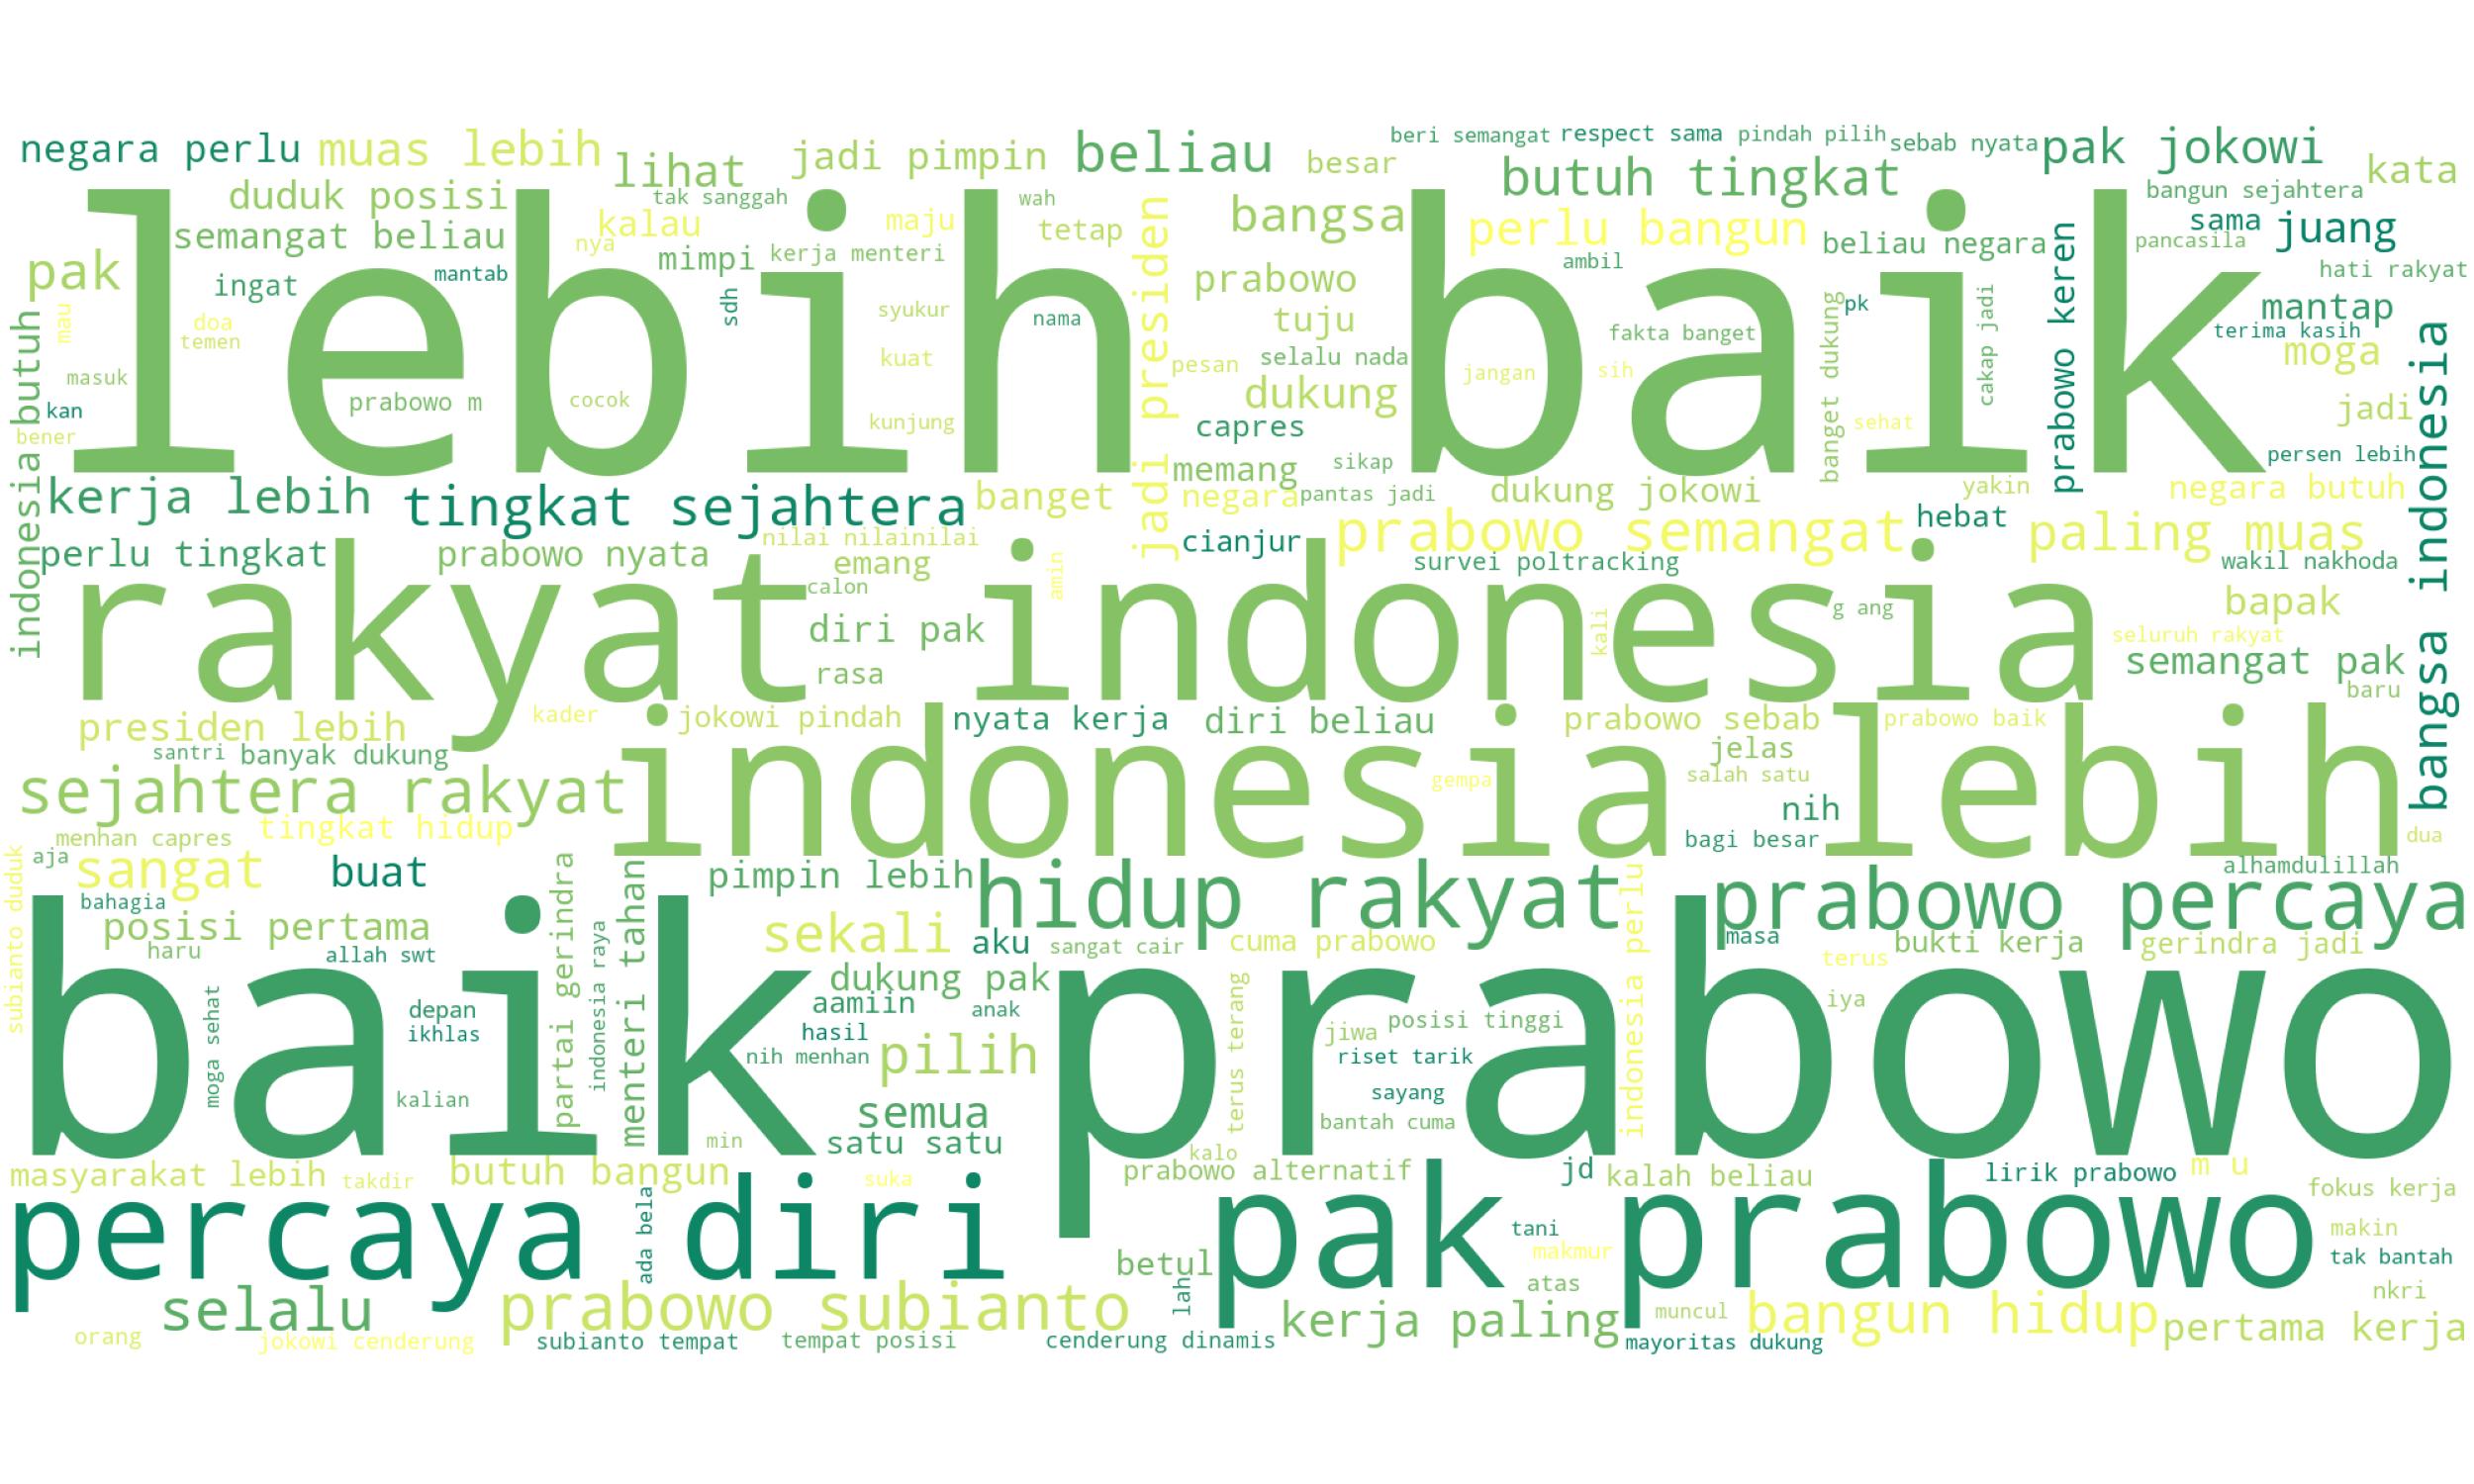 negara perlu
muas lebih
lihat
jadi pimpin
beliau
besar
beri semangat
respect sama
pindah pilih
sebab nyata
pak jokowi
kata
duduk posisi
tak sanggah
wah
butuh tingkat
bangun sejahtera
semangat beliau
kalau
nya
maju
tetap
bangsa
perlu bangun
beliau negara
sama
juang
pancasila
pak
ingat
mantab
mimpi
kerja menteri
jadi presiden
prabowo
ambil
prabowo keren
hati rakyat
lebih baik
mau
doa
temen
sdh
syukur
nama
tuju
banget dukung
pk
cakap jadi
mantap
terima kasih
indonesia butuh
masuk
kuat
pesan
selalu nada
fakta banget
moga
kan
prabowo m
cocok
jangan
sih
bener
kunjung
dukung
capres
sehat
jadi
bangsa indonesia
memang
sikap
persen lebih
kerja lebih
tingkat sejahtera
banget
negara
pantas jadi
dukung jokowi
yakin
negara butuh
nilai nilainilai
cianjur
prabowo semangat
hebat
paling muas
perlu tingkat
prabowo nyata
emang
amin
survei poltracking
wakil nakhoda
rakyat indonesia
calon
diri pak
kali
g ang
bapak
rasa
seluruh rakyat
semangat pak
baru
presiden lebih
kader
jokowi pindah
nyata kerja
diri beliau
prabowo sebab
prabowo baik
santri
banyak dukung
jelas
indonesia lebih
sejahtera rakyat
gempa
salah satu
nih
menhan capres
tingkat hidup
bagi besar
dua
subianto duduk
aja
sangat
buat
partai gerindra
menteri tahan
pimpin lebih
hidup rakyat
indonesia perlu
prabowo percaya
alhamdulillah
bahagia
posisi pertama
indonesia raya
sekali
aku
sangat cair
cuma prabowo
masa
bukti kerja
gerindra jadi
haru
allah swt
dukung pak
terus
baik prabowo
moga sehat
depan
ikhlas
aamiin
anak
hasil
terus terang
jiwa
posisi tinggi
iya
nih menhan
pilih
riset tarik
kalian
sayang
semua
bantah cuma
min
satu satu
kalo
masyarakat lebih
takdir
butuh bangun
suka
prabowo alternatif
jd
kalah beliau
lirik prabowo
m u
fokus kerja
percaya diri
ada bela
pak prabowo
tani
makin
betul
makmur
tak bantah
lah
atas
nkri
selalu
prabowo subianto
kerja paling
muncul
bangun hidup
pertama kerja
orang
jokowi cenderung
subianto tempat
tempat posisi
cenderung dinamis
mayoritas dukung